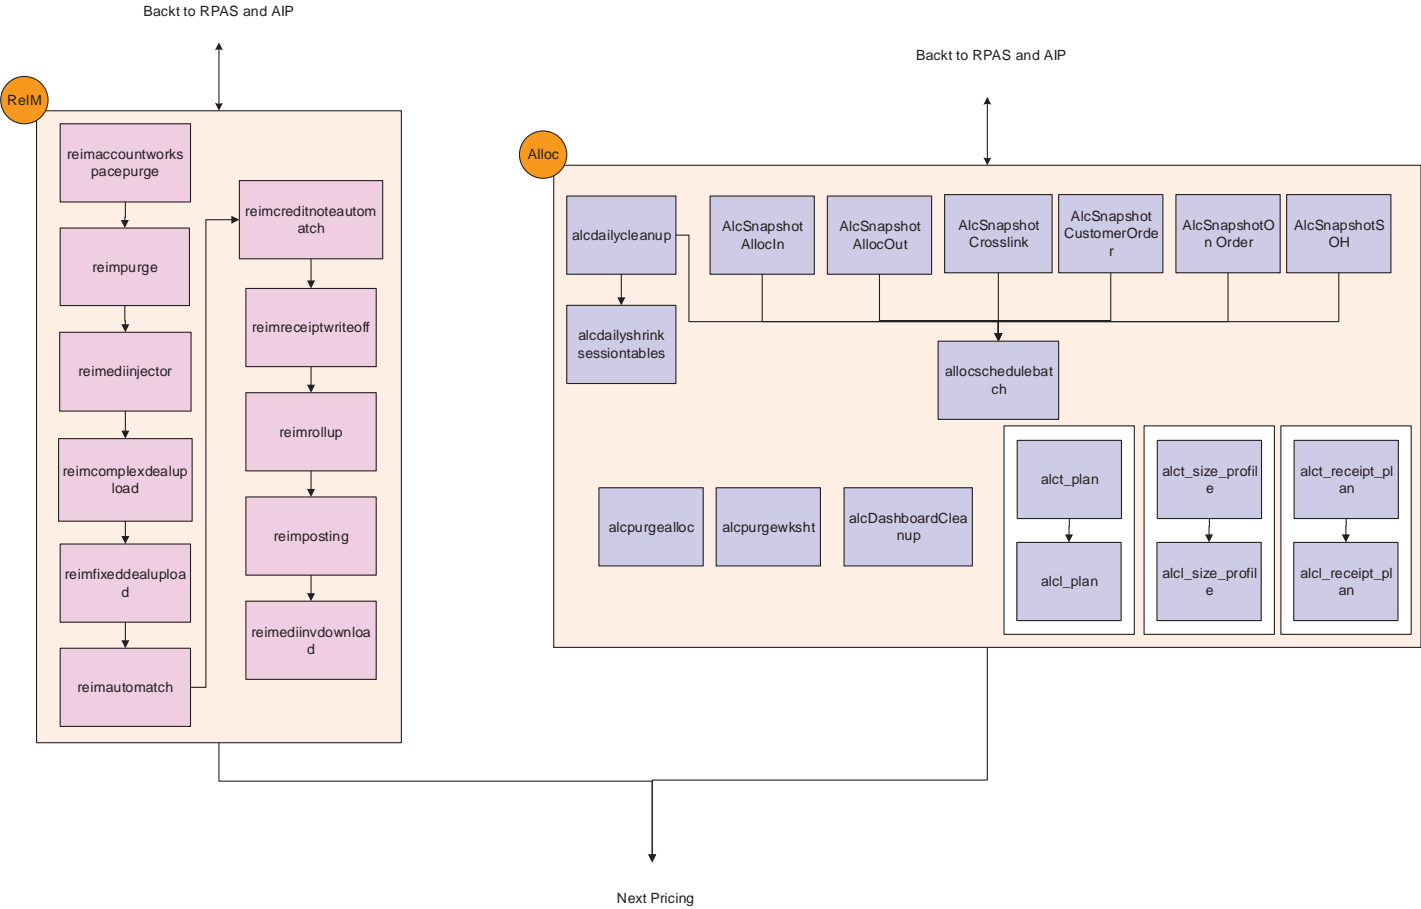 Backt to RPAS and AIP
ReIM
reimaccountworks
pacepurge
reimpurge
reimediinjector
reimcomplexdealup
load
reimfixeddealuploa
d
reimautomatch
reimcreditnoteautom
atch
reimreceiptwriteoff
reimrollup
reimposting
reimediinvdownloa
d
Backt to RPAS and AIP
Alloc
alcdailycleanup
AlcSnapshot
AllocIn
AlcSnapshot
AllocOut
AlcSnapshot
Crosslink
AlcSnapshot
CustomerOrde
r
AlcSnapshotO
n Order
AlcSnapshotS
OH
alcdailyshrink
sessiontables
allocschedulebat
ch
alcpurgealloc
alcpurgewksht
alcDashboardClea
nup
alct_plan
alcl_plan
alct_size_profil
e
alcl_size_profil
e
alct_receipt_pl
an
alcl_receipt_pl
an
Next Pricing